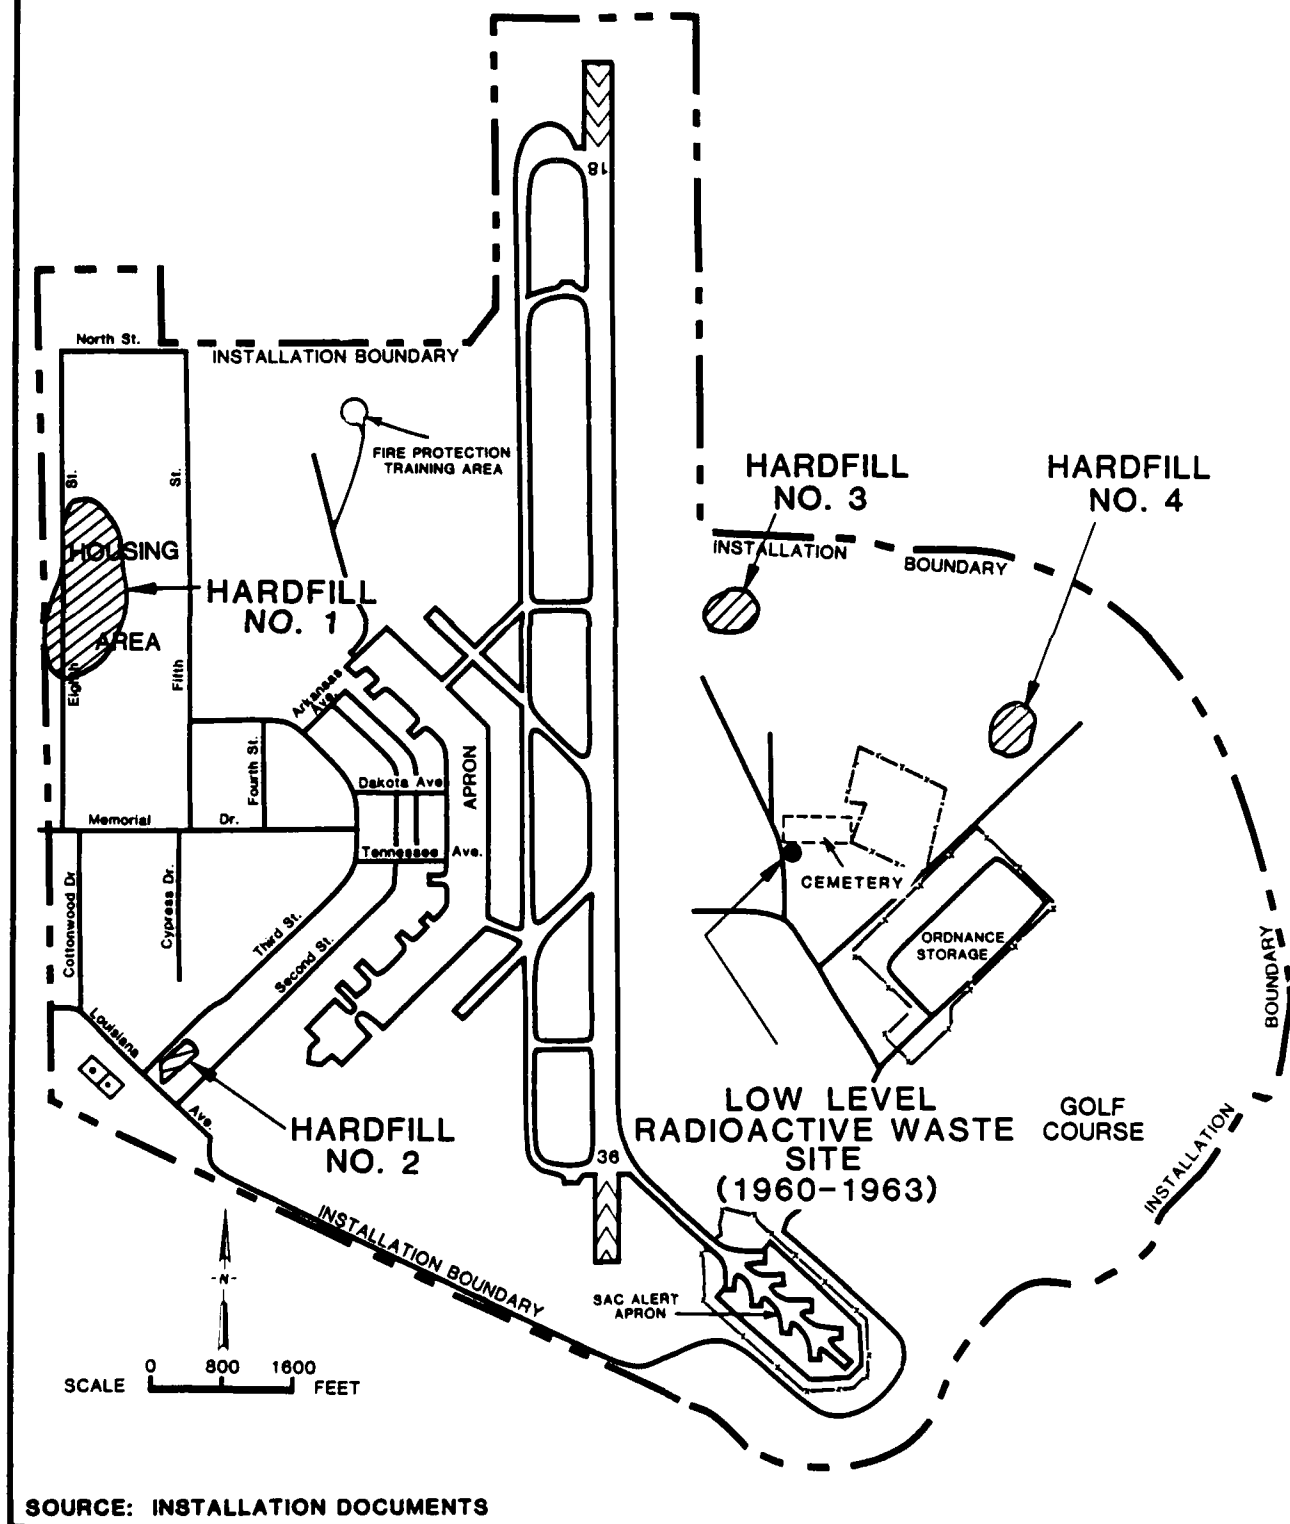 18
North St.
INSTALLATION BOUNDARY
FIRE PROTECTION
TRAINING AREA
HARDFILL
NO. 3
HARDFILL
NO. 4
St.
St.
INSTALLATION
BOUNDARY
HOUSING
AREA
HARDFILL
NO. 1
Eighth
Fifth
Arkansas
Ave.
Fourth St.
Dakota Ave
APRON
Memorial Dr.
Tennessee Ave.
CEMETERY
Cottonwood Dr
Cypress Dr.
Third St.
Second St.
ORDNANCE
STORAGE
BOUNDARY
Louisiana
Ave.
HARDFILL
NO. 2
LOW LEVEL
RADIOACTIVE WASTE
SITE
(1960-1963)
GOLF
COURSE
INSTALLATION
36
INSTALLATION BOUNDARY
-N-
SAC ALERT
APRON
0 800 1600
SCALE FEET
SOURCE: INSTALLATION DOCUMENTS